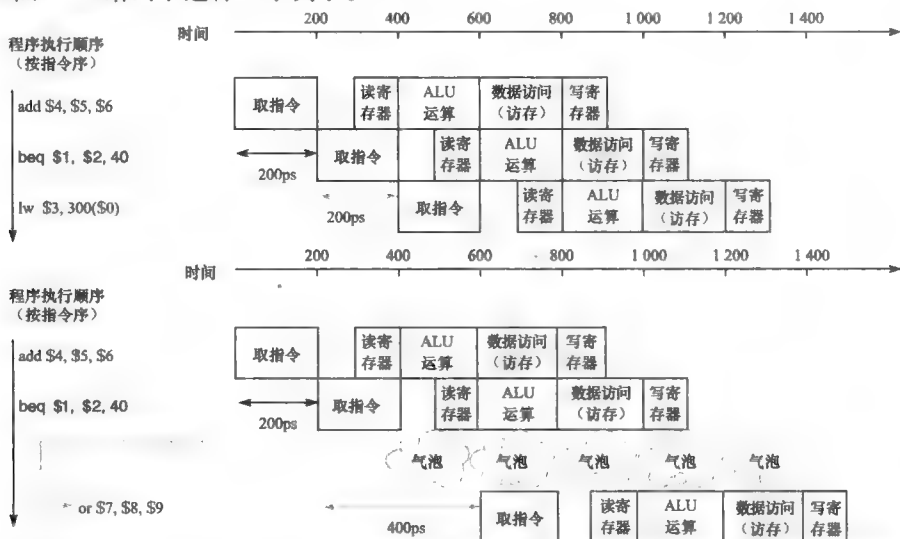 时间
200 400 600 800 1 000 1 200 1 400
程序执行顺序
（按指令序）
add $4, $5, $6
取指令 读寄存器 ALU运算 数据访问（访存） 写寄存器
beq $1, $2, 40
200ps
取指令 读寄存器 ALU运算 数据访问（访存） 写寄存器
lw $3, 300($0)
200ps
取指令 读寄存器 ALU运算 数据访问（访存） 写寄存器
时间
200 400 600 800 1 000 1 200 1 400
程序执行顺序
（按指令序）
add $4, $5, $6
取指令 读寄存器 ALU运算 数据访问（访存） 写寄存器
beq $1, $2, 40
200ps
取指令 读寄存器 ALU运算 数据访问（访存） 写寄存器
气泡 气泡 气泡 气泡 气泡
or $7, $8, $9
400ps
取指令 读寄存器 ALU运算 数据访问（访存） 写寄存器